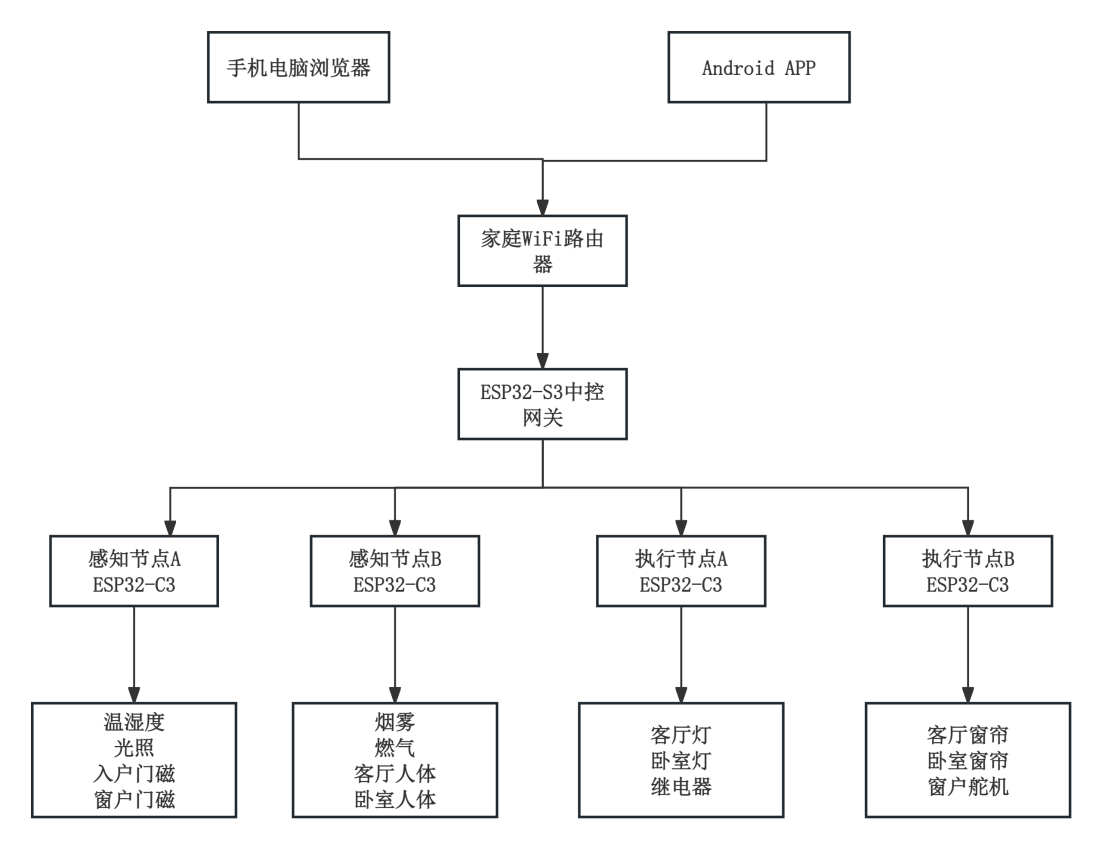 手机电脑浏览器
Android APP
家庭WiFi路由
器
ESP32-S3中控
网关
感知节点A
ESP32-C3
感知节点B
ESP32-C3
执行节点A
ESP32-C3
执行节点B
ESP32-C3
温湿度
光照
入户门磁
窗户门磁
烟雾
燃气
客厅人体
卧室人体
客厅灯
卧室灯
继电器
客厅窗帘
卧室窗帘
窗户舵机